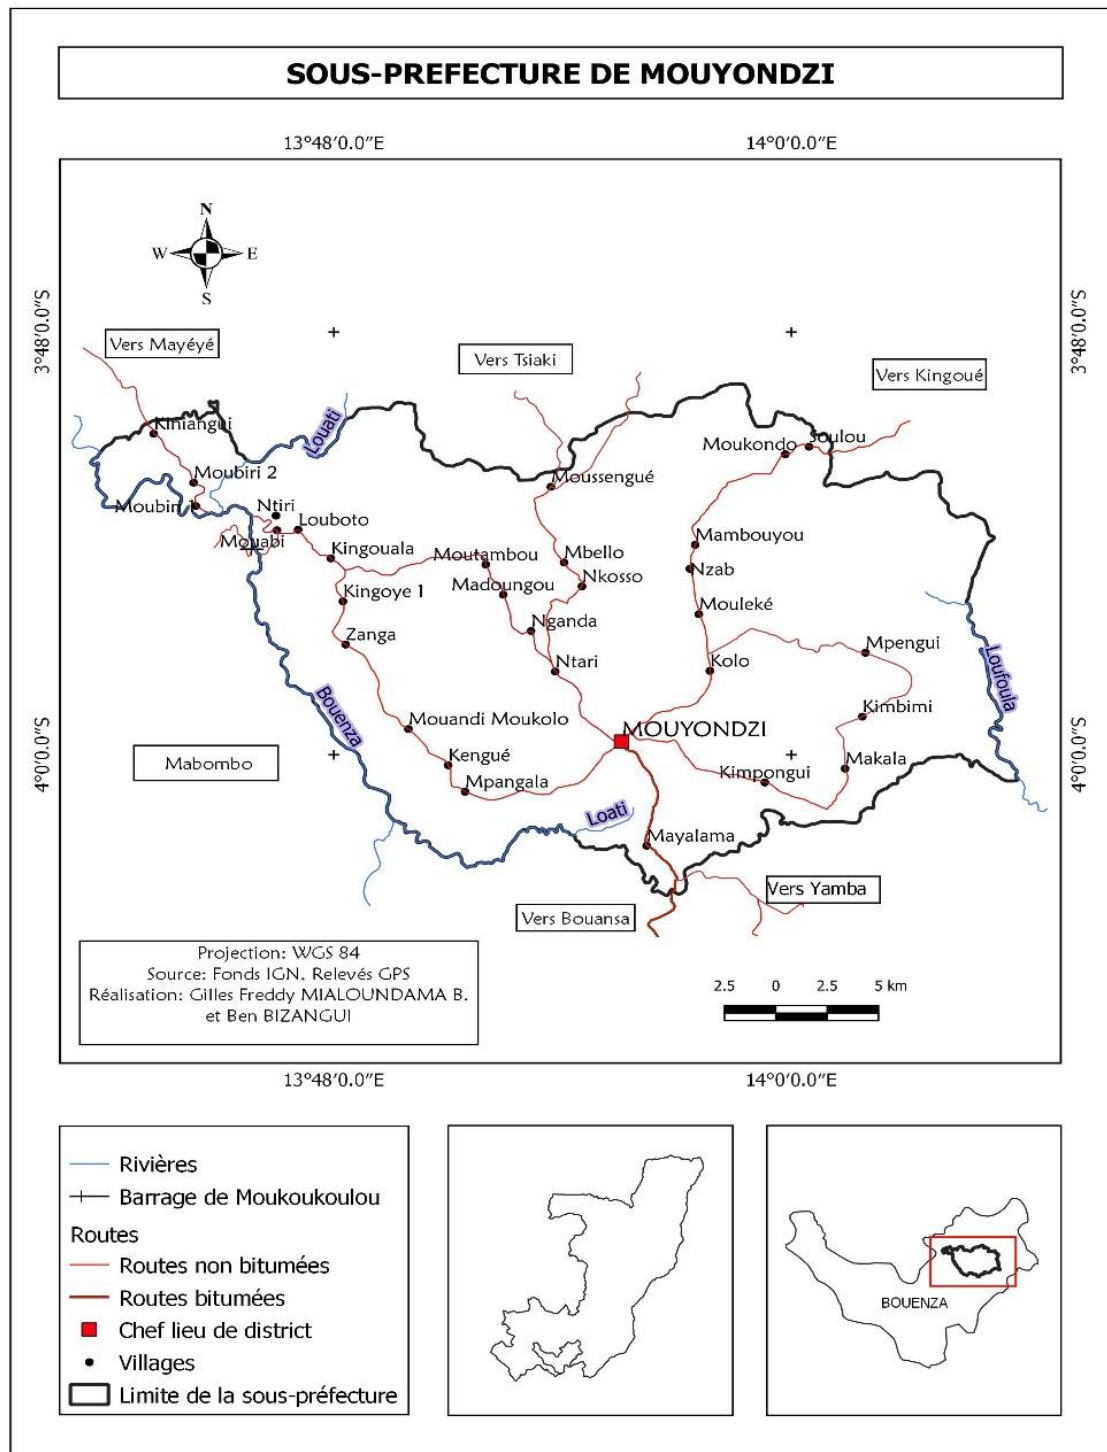 SOUS-PREFECTURE DE MOUYONDZI
13°48'0.0"E
14°0'0.0"E
N
W
E
S
3°48'0.0"S
3°48'0.0"S
Vers Mayéyé
Vers Tsiaki
Vers Kingoué
Louati
Kiniangui
Moukondo
Soulou
Moubiri 2
Moussengué
Moubiri 1
Ntiri
Louboto
Mouabi
Mambouyou
Kingouala
Moutambou
Mbello
Nzab
Kingoye 1
Madoungou
Nkosso
Mouleké
Zanga
Nganda
Mpengui
Ntari
Kolo
Loufoula
Bouenza
Mouandi Moukolo
MOUYONDZI
Kimbimi
4°0'0.0"S
4°0'0.0"S
Mabombo
Kengué
Mpangala
Kimpongui
Makala
Loati
Mayalama
Vers Yamba
Vers Bouansa
Projection: WGS 84
Source: Fonds IGN, Relevés GPS
Réalisation: Gilles Freddy MIALOUNDAMA B.
et Ben BIZANGUI
2.5 0 2.5 5 km
13°48'0.0"E
14°0'0.0"E
Rivières
Barrage de Moukoukoulou
Routes
Routes non bitumées
Routes bitumées
Chef lieu de district
Villages
Limite de la sous-préfecture
BOUENZA